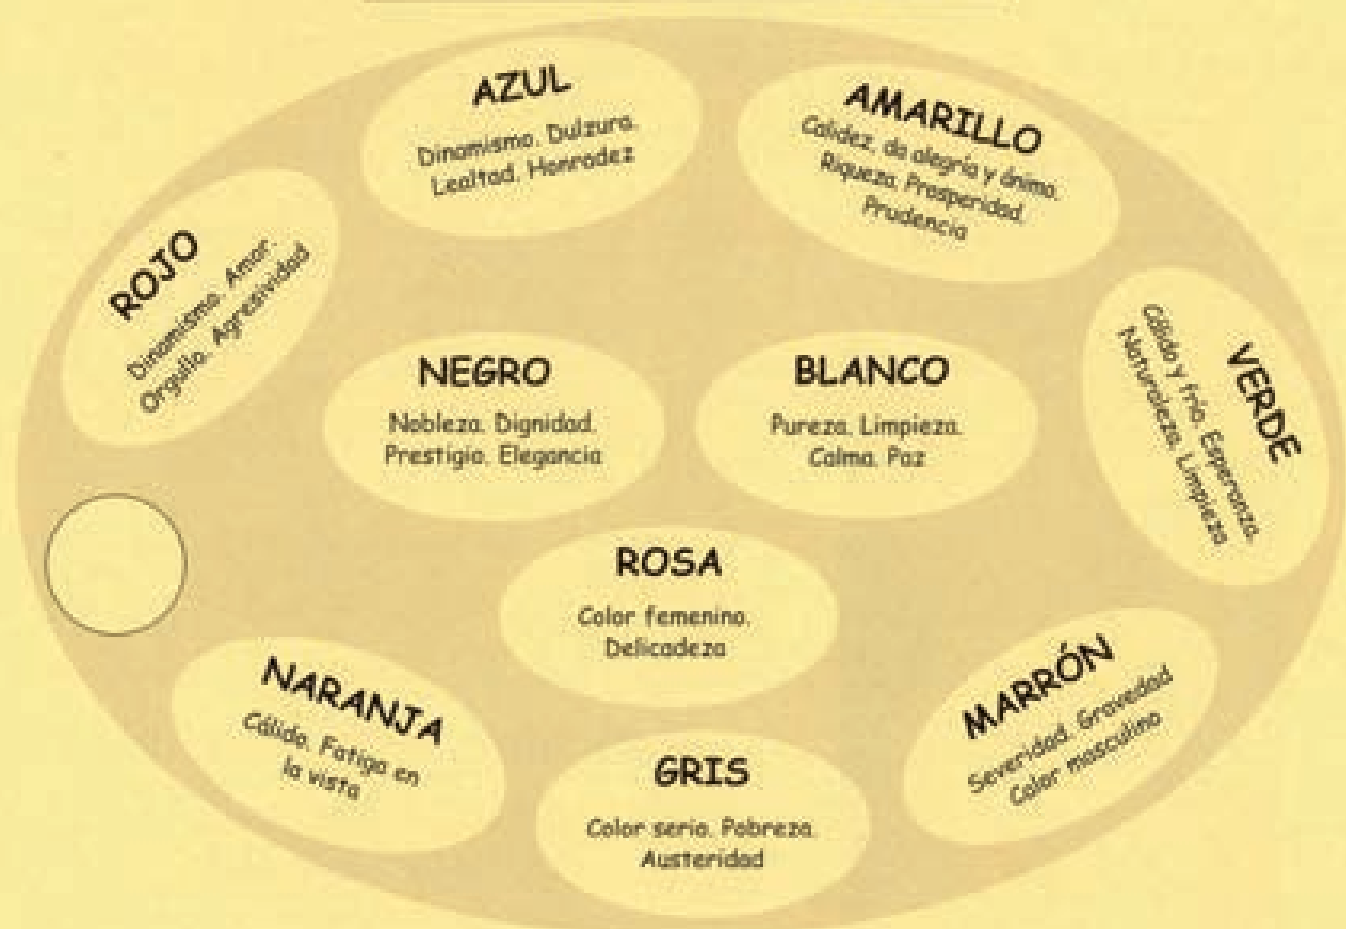 AZUL
Dinamismo. Dulzura.
Lealtad. Honradez
AMARILLO
Calidez, da alegría y ánimo.
Riqueza. Prosperidad.
Prudencia
ROJO
Dinamismo. Amor.
Orgullo. Agresividad
VERDE
Cálido y frío. Esperanza.
Naturaleza. Limpieza
NEGRO
Nobleza. Dignidad.
Prestigio. Elegancia
BLANCO
Pureza. Limpieza.
Calma. Paz
ROSA
Color femenino.
Delicadeza
NARANJA
Cálido. Fatiga en
la vista
MARRÓN
Severidad. Gravedad
Color masculino
GRIS
Color serio. Pobreza.
Austeridad